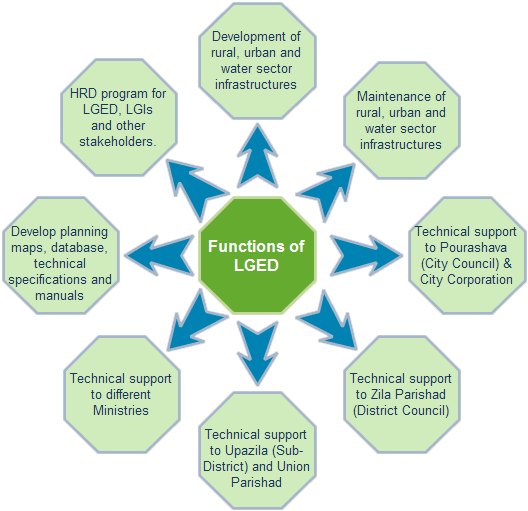 Development of
rural, urban and
water sector
infrastructures
Maintenance of
rural, urban and
water sector
infrastructures
Technical support
to Pourashava
(City Council) &
City Corporation
Technical support
to Zila Parishad
(District Council)
Technical support
to Upazila (Sub-
District) and Union
Parishad
Technical support
to different
Ministries
Develop planning
maps, database,
technical
specifications and
manuals
HRD program for
LGED, LGIs
and other
stakeholders.
Functions of
LGED